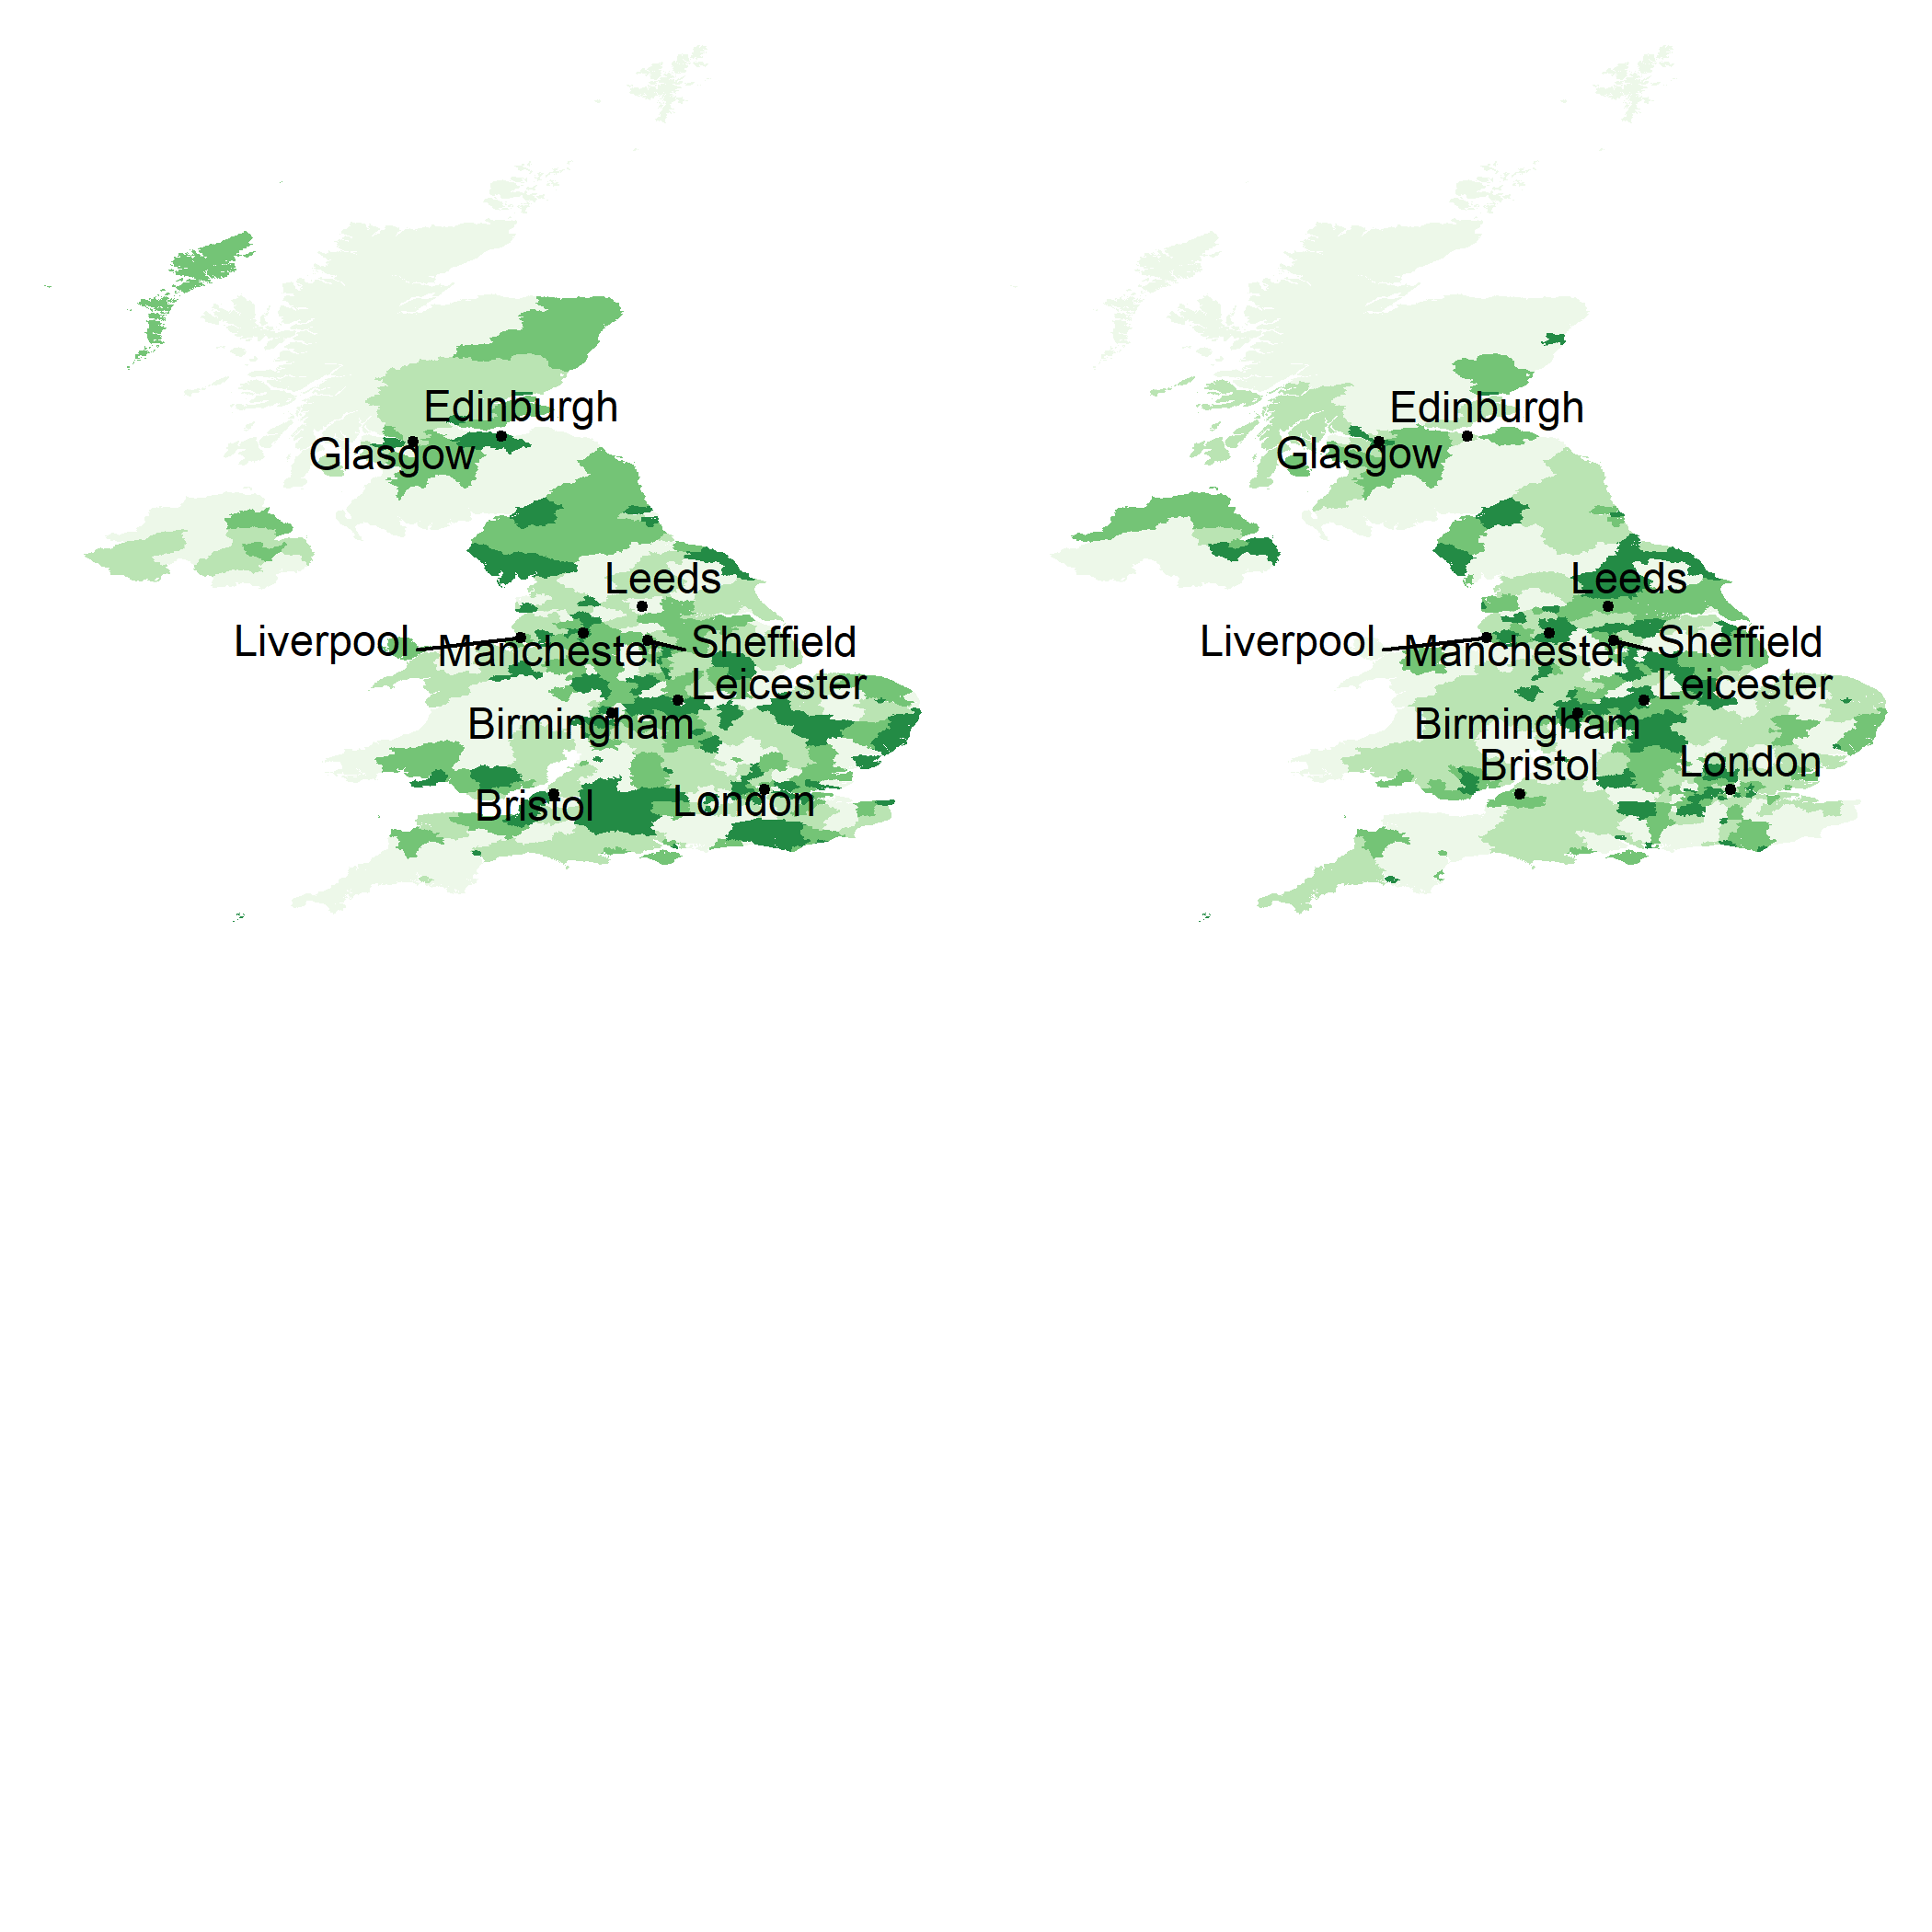 Edinburgh
Glasgow
Leeds
Liverpool
Manchester
Sheffield
Leicester
Birmingham
Bristol
London
Edinburgh
Glasgow
Leeds
Liverpool
Manchester
Sheffield
Leicester
Birmingham
Bristol
London